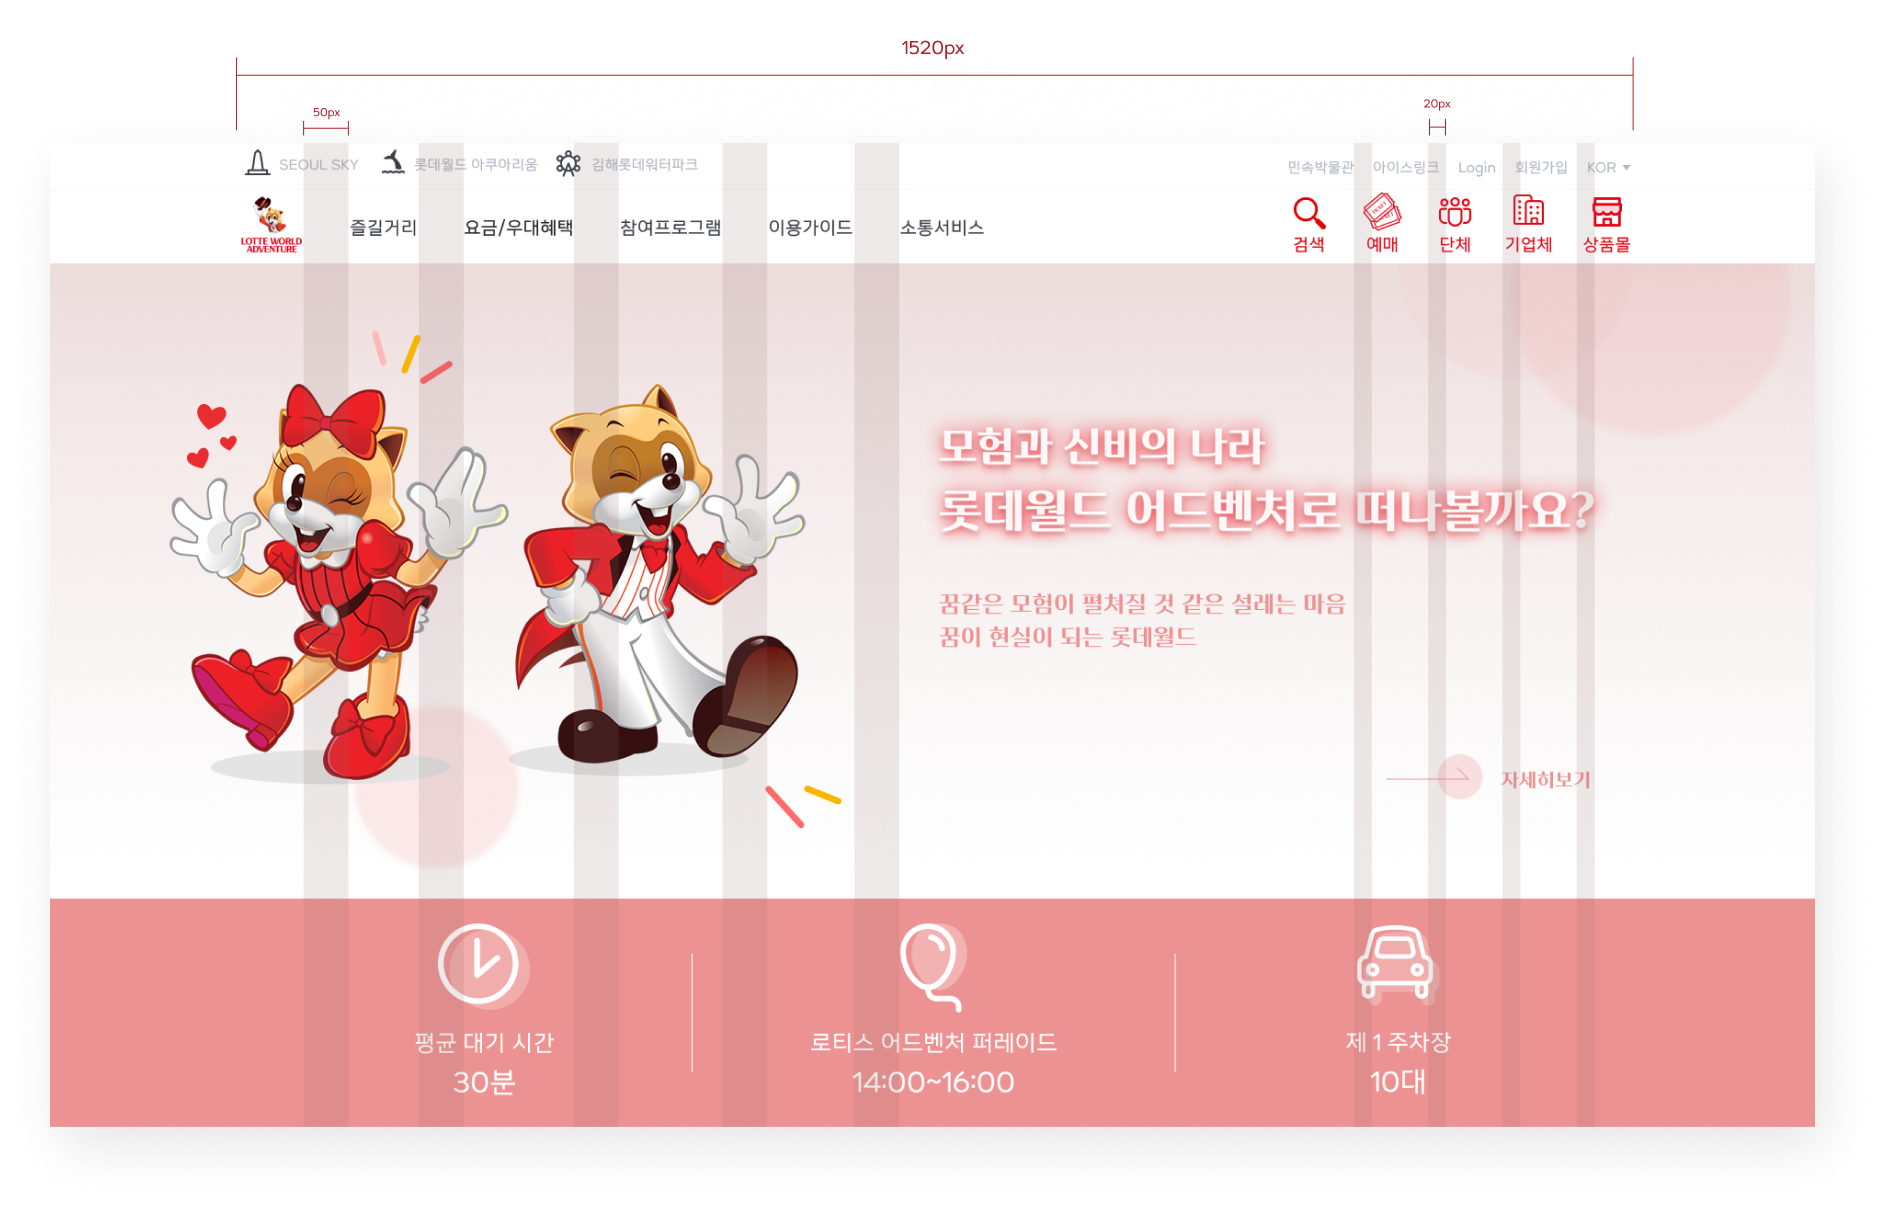 1520px
50px
20px
SEOUL SKY
롯데월드 아쿠아리움
김해롯데워터파크
민속박물관
아이스링크
Login
회원가입
KOR
LOTTE WORLD
ADVENTURE
즐길거리
요금/우대혜택
참여프로그램
이용가이드
소통서비스
검색
예매
단체
기업체
상품몰
모험과 신비의 나라
롯데월드 어드벤처로 떠나볼까요?
꿈같은 모험이 펼쳐질 것 같은 설레는 마음
꿈이 현실이 되는 롯데월드
자세히보기
평균 대기 시간
30분
로티스 어드벤처 퍼레이드
14:00~16:00
제 1 주차장
10대